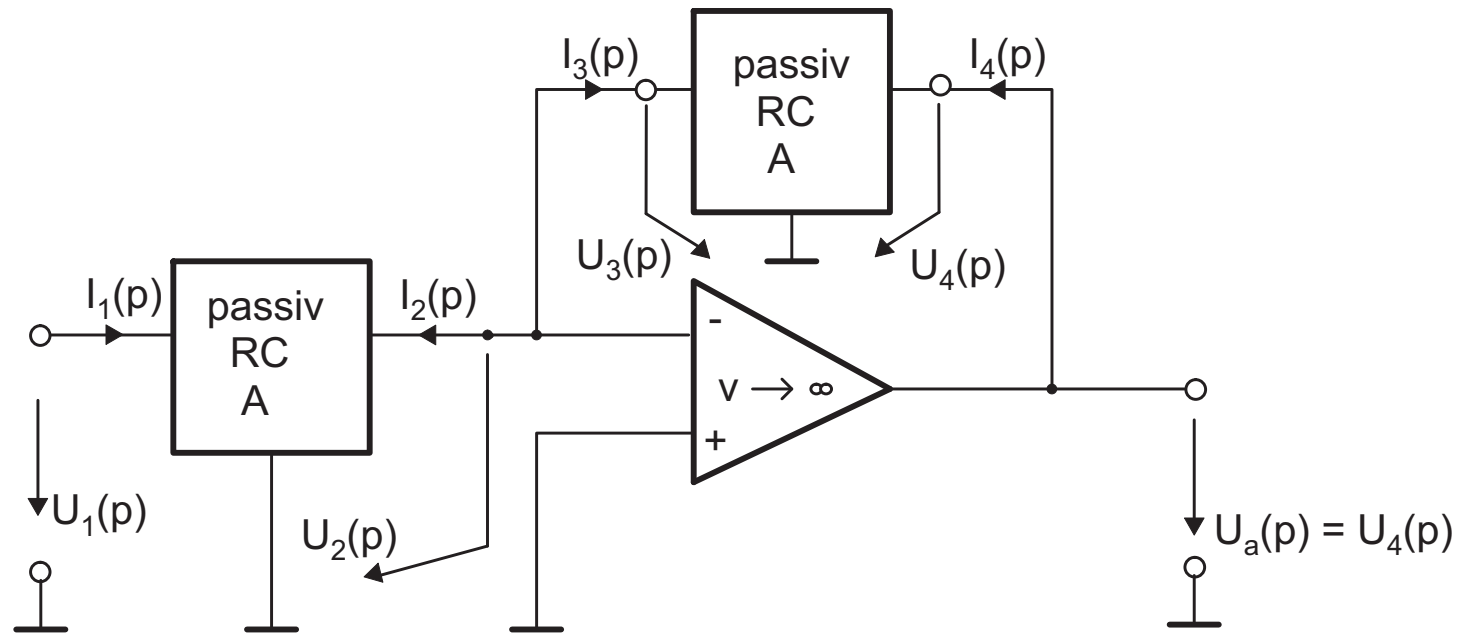 I₃(p)
passiv
RC
A
I₄(p)
U₃(p)
U₄(p)
I₁(p)
passiv
RC
A
I₂(p)
-
v → ∞
+
U₁(p)
U₂(p)
Uₐ(p) = U₄(p)